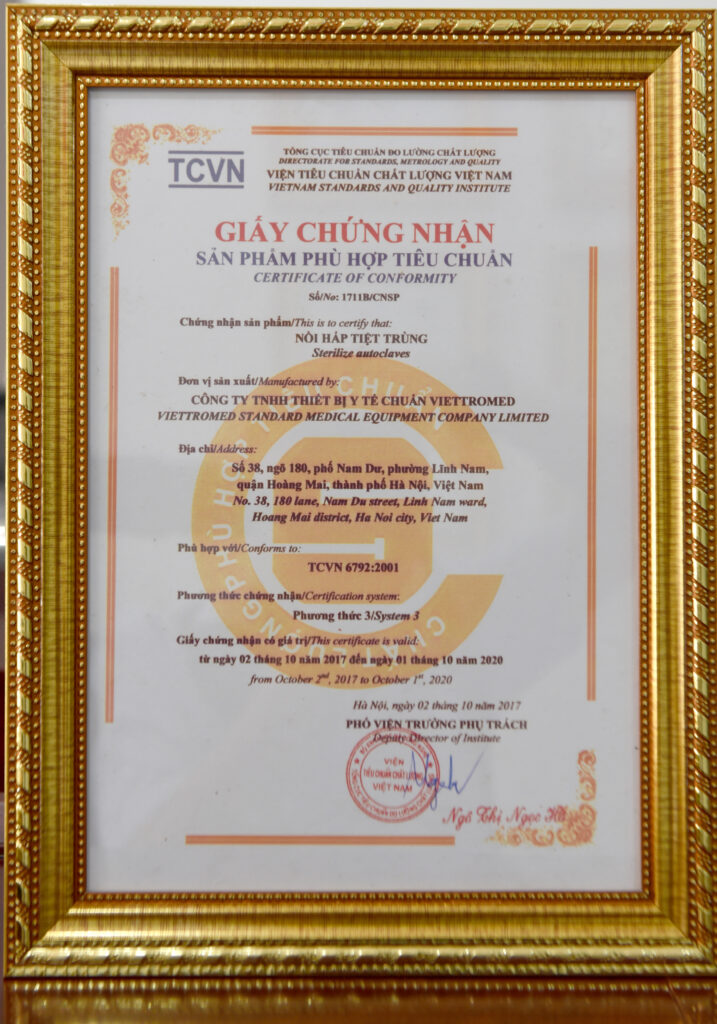 TCVN
TỔNG CỤC TIÊU CHUẨN ĐO LƯỜNG CHẤT LƯỢNG
DIRECTORATE FOR STANDARDS, METROLOGY AND QUALITY
VIỆN TIÊU CHUẨN CHẤT LƯỢNG VIỆT NAM
VIETNAM STANDARDS AND QUALITY INSTITUTE
GIẤY CHỨNG NHẬN
SẢN PHẨM PHÙ HỢP TIÊU CHUẨN
CERTIFICATE OF CONFORMITY
Số/No: 1711B/CNSP
Chứng nhận sản phẩm/This is to certify that:
NỒI HẤP TIỆT TRÙNG
Sterilize autoclaves
Đơn vị sản xuất/Manufactured by:
CÔNG TY TNHH THIẾT BỊ Y TẾ CHUẨN VIETTROMED
VIETTROMED STANDARD MEDICAL EQUIPMENT COMPANY LIMITED
Địa chỉ/Address:
Số 38, ngõ 180, phố Nam Dư, phường Lĩnh Nam,
quận Hoàng Mai, thành phố Hà Nội, Việt Nam
No. 38, 180 lane, Nam Du street, Linh Nam ward,
Hoang Mai district, Ha Noi city, Viet Nam
Phù hợp với/Conforms to:
TCVN 6792:2001
Phương thức chứng nhận/Certification system:
Phương thức 3/System 3
Giấy chứng nhận có giá trị/This certificate is valid:
từ ngày 02 tháng 10 năm 2017 đến ngày 01 tháng 10 năm 2020
from October 2nd, 2017 to October 1st, 2020
Hà Nội, ngày 02 tháng 10 năm 2017
PHÓ VIỆN TRƯỞNG PHỤ TRÁCH
Deputy Director of Institute
VIỆN
TIÊU CHUẨN CHẤT LƯỢNG
VIỆT NAM
Ngô Thị Ngọc Hà